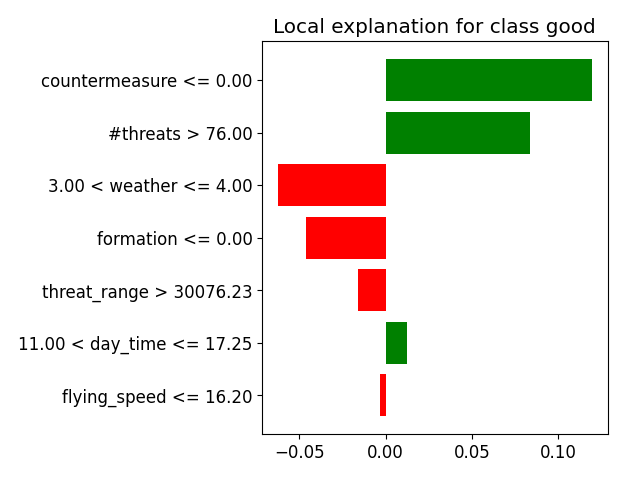 Local explanation for class good
countermeasure <= 0.00
#threats > 76.00
3.00 < weather <= 4.00
formation <= 0.00
threat_range > 30076.23
11.00 < day_time <= 17.25
flying_speed <= 16.20
−0.05 0.00 0.05 0.10